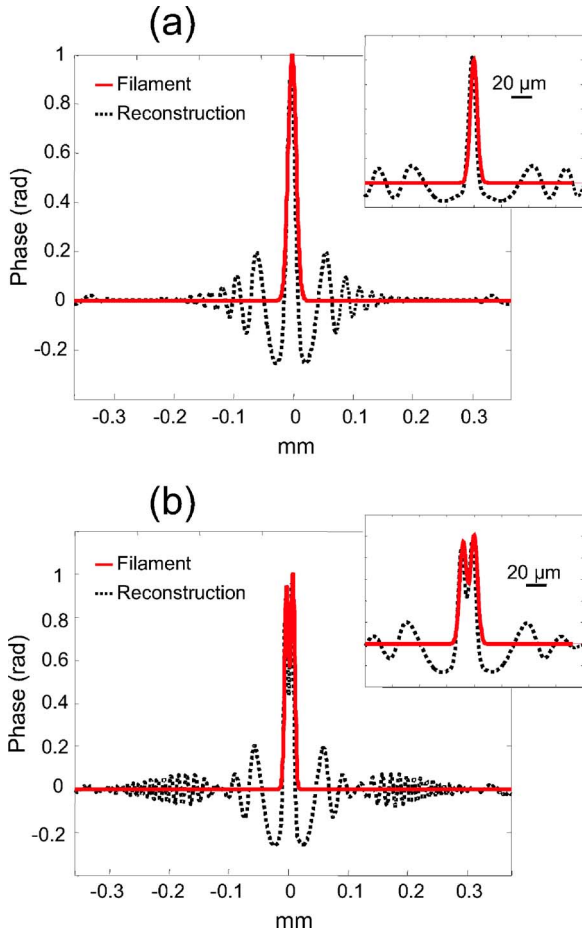 (a)
1
0.8
0.6
0.4
0.2
0
-0.2
Phase (rad)
Filament
Reconstruction
20 µm
-0.3 -0.2 -0.1 0 0.1 0.2 0.3
mm
(b)
1
0.8
0.6
0.4
0.2
0
-0.2
Phase (rad)
Filament
Reconstruction
20 µm
-0.3 -0.2 -0.1 0 0.1 0.2 0.3
mm